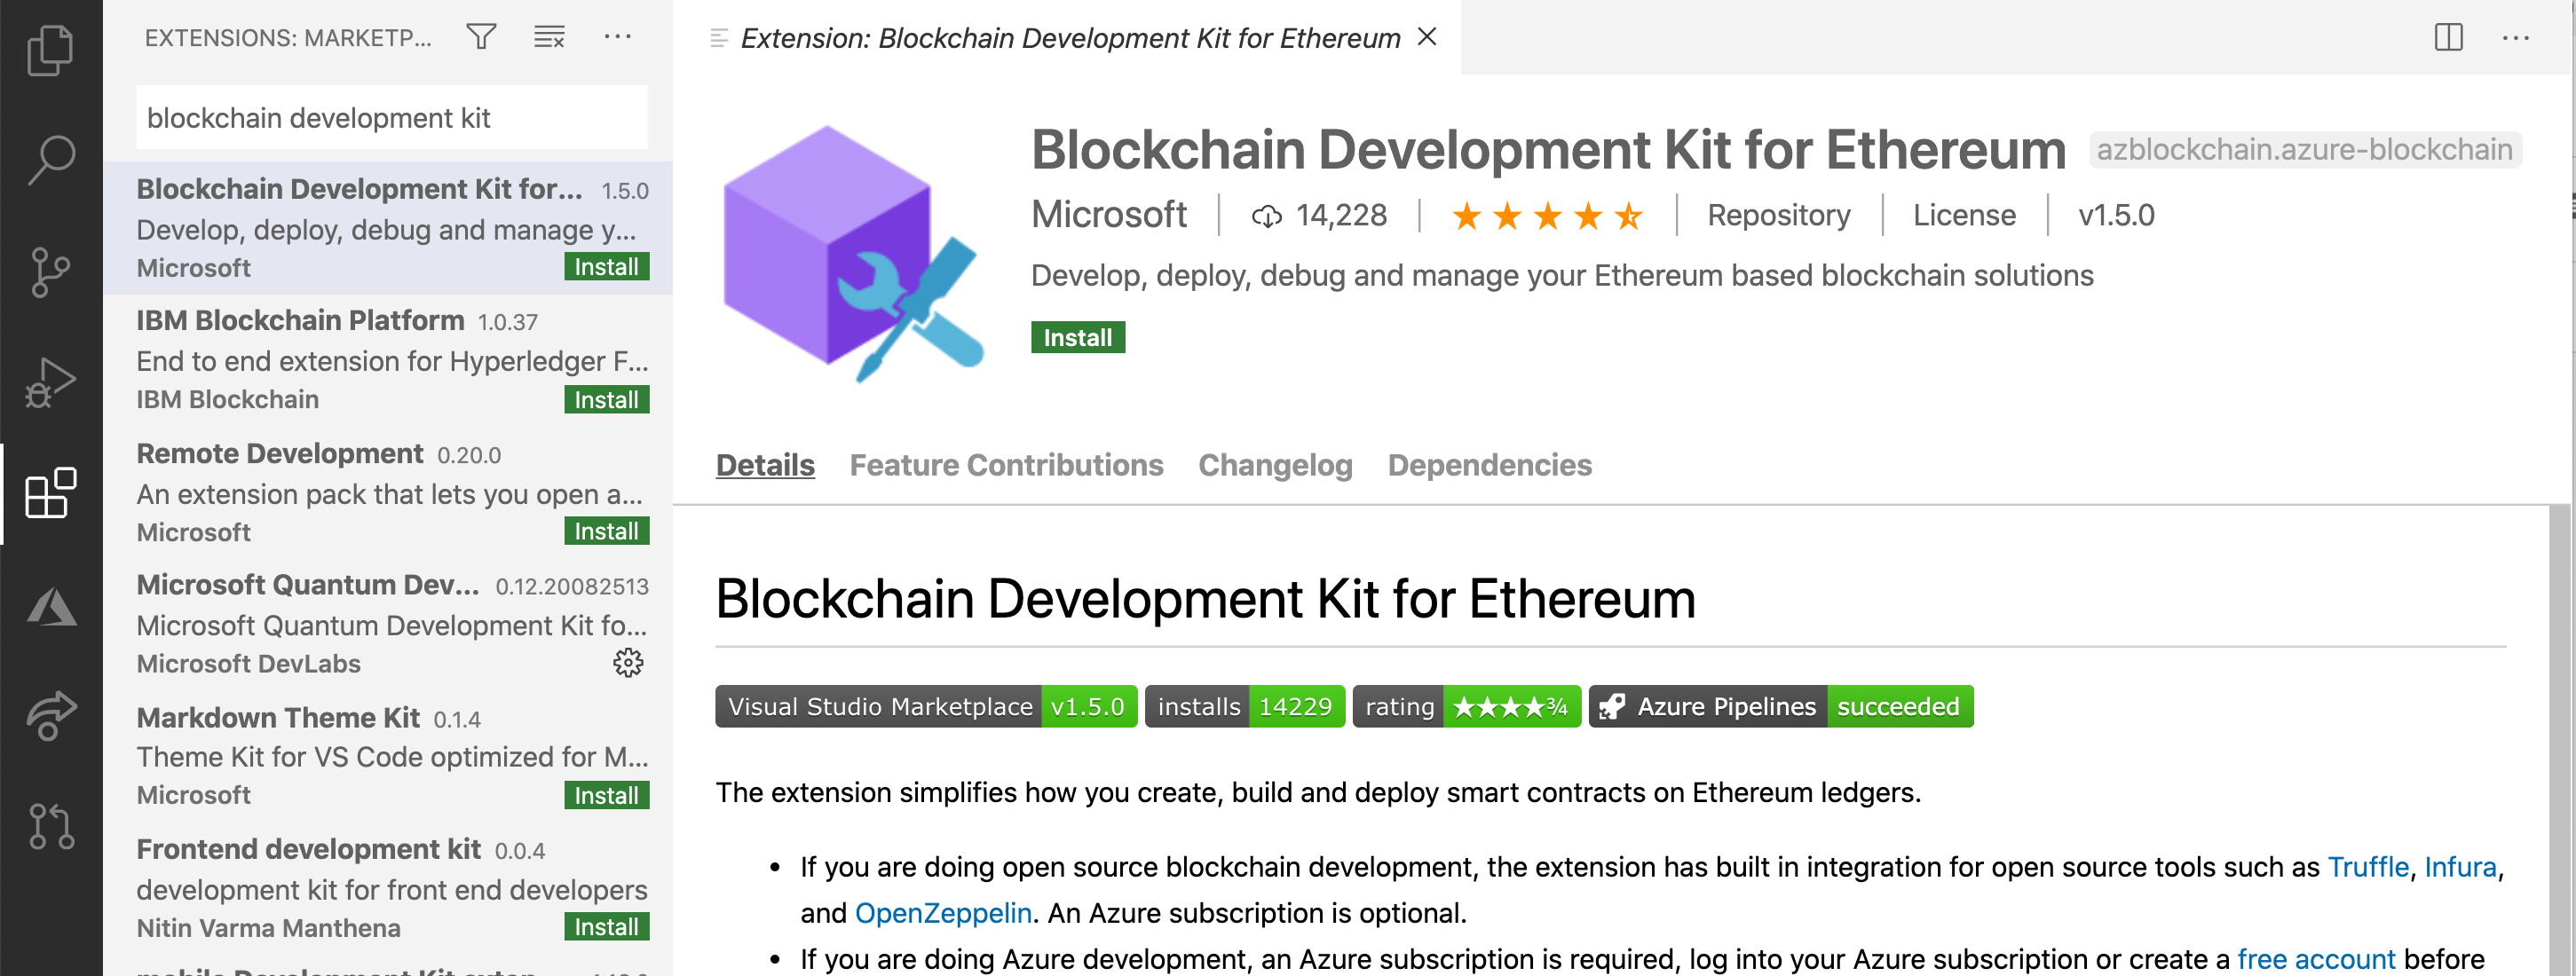 EXTENSIONS: MARKETP...
blockchain development kit
Blockchain Development Kit for... 1.5.0
Develop, deploy, debug and manage y...
Microsoft Install
IBM Blockchain Platform 1.0.37
End to end extension for Hyperledger F...
IBM Blockchain Install
Remote Development 0.20.0
An extension pack that lets you open a...
Microsoft Install
Microsoft Quantum Dev... 0.12.20082513
Microsoft Quantum Development Kit fo...
Microsoft DevLabs
Markdown Theme Kit 0.1.4
Theme Kit for VS Code optimized for M...
Microsoft Install
Frontend development kit 0.0.4
development kit for front end developers
Nitin Varma Manthena Install
Extension: Blockchain Development Kit for Ethereum
Blockchain Development Kit for Ethereum azblockchain.azure-blockchain
Microsoft 14,228 Repository License v1.5.0
Develop, deploy, debug and manage your Ethereum based blockchain solutions
Install
Details Feature Contributions Changelog Dependencies
Blockchain Development Kit for Ethereum
Visual Studio Marketplace v1.5.0 installs 14229 rating ★★★★¾ Azure Pipelines succeeded
The extension simplifies how you create, build and deploy smart contracts on Ethereum ledgers.
• If you are doing open source blockchain development, the extension has built in integration for open source tools such as Truffle, Infura,
and OpenZeppelin. An Azure subscription is optional.
• If you are doing Azure development, an Azure subscription is required, log into your Azure subscription or create a free account before